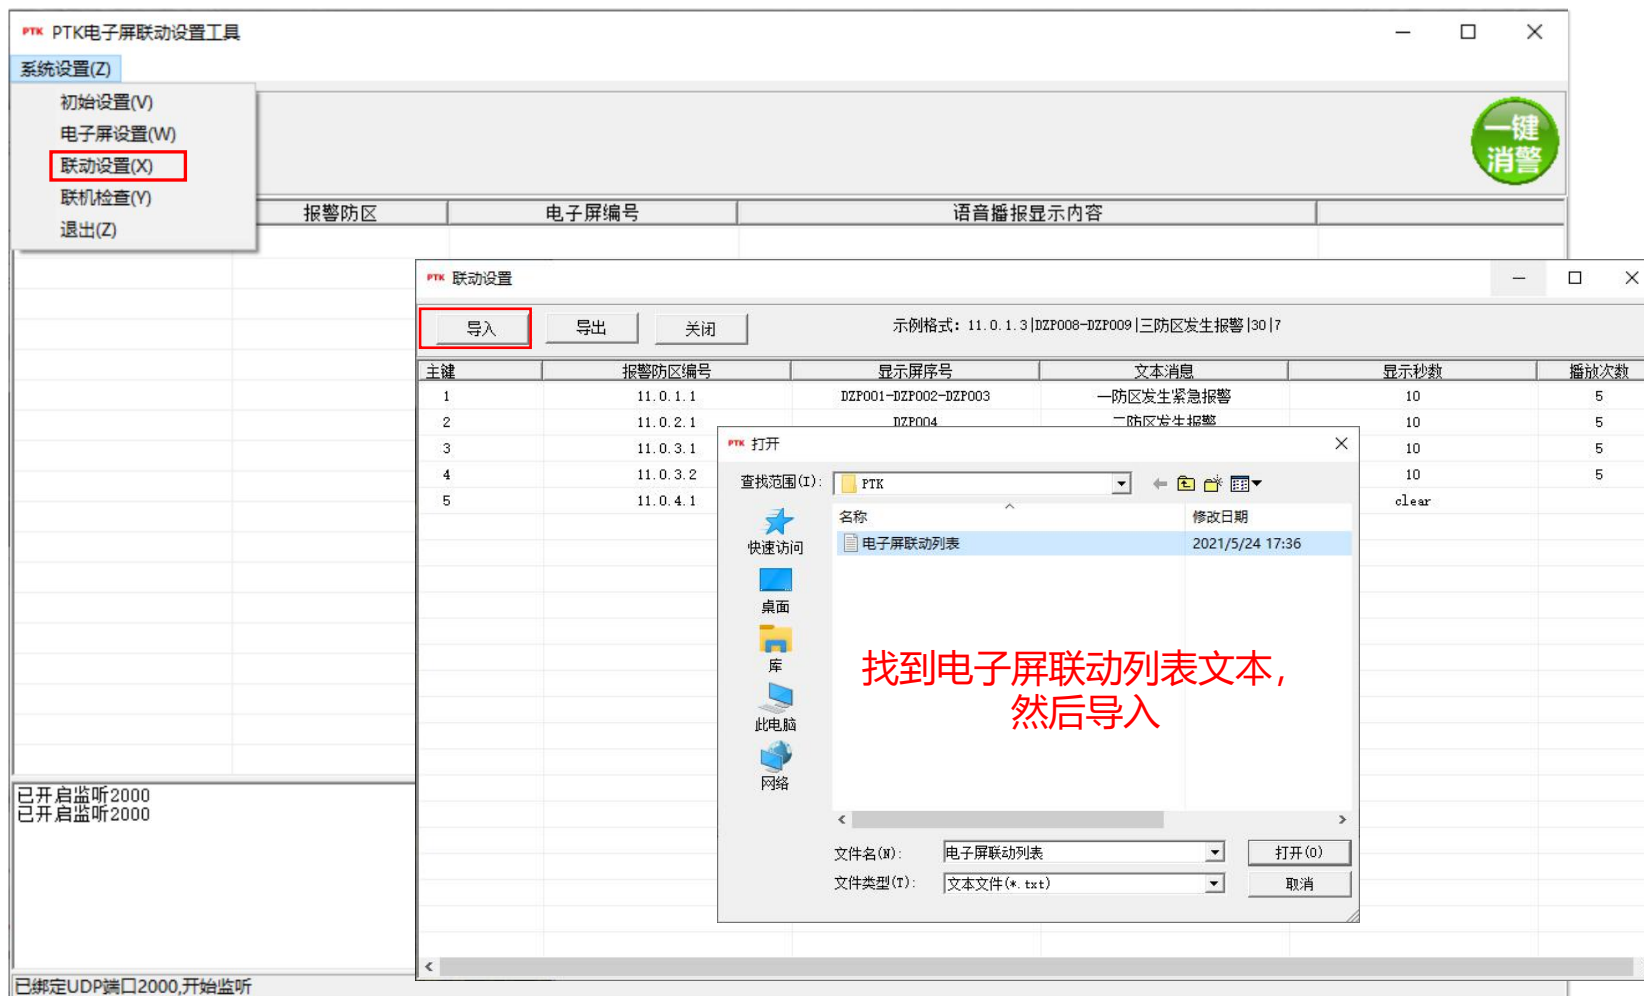 PTK PTK电子屏联动设置工具
系统设置(Z)
初始设置(V)
电子屏设置(W)
联动设置(X)
联机检查(Y)
退出(Z)
一键
消警
报警防区 电子屏编号 语音播报显示内容
PTK 联动设置
导入 导出 关闭 示例格式: 11.0.1.3|DZP008-DZP009|三防区发生报警|30|7
主键 报警防区编号 显示屏序号 文本消息 显示秒数 播放次数
1 11.0.1.1 DZP001-DZP002-DZP003 一防区发生紧急报警 10 5
2 11.0.2.1 DZP004 二防区发生报警 10 5
3 11.0.3.1 10 5
4 11.0.3.2 10 5
5 11.0.4.1 clear
PTK 打开
查找范围(I): PTK
名称 修改日期
电子屏联动列表 2021/5/24 17:36
快速访问
桌面
库
此电脑
网络
找到电子屏联动列表文本，
然后导入
文件名(N): 电子屏联动列表 打开(O)
文件类型(T): 文本文件(*.txt) 取消
已开启监听2000
已开启监听2000
已绑定UDP端口2000,开始监听